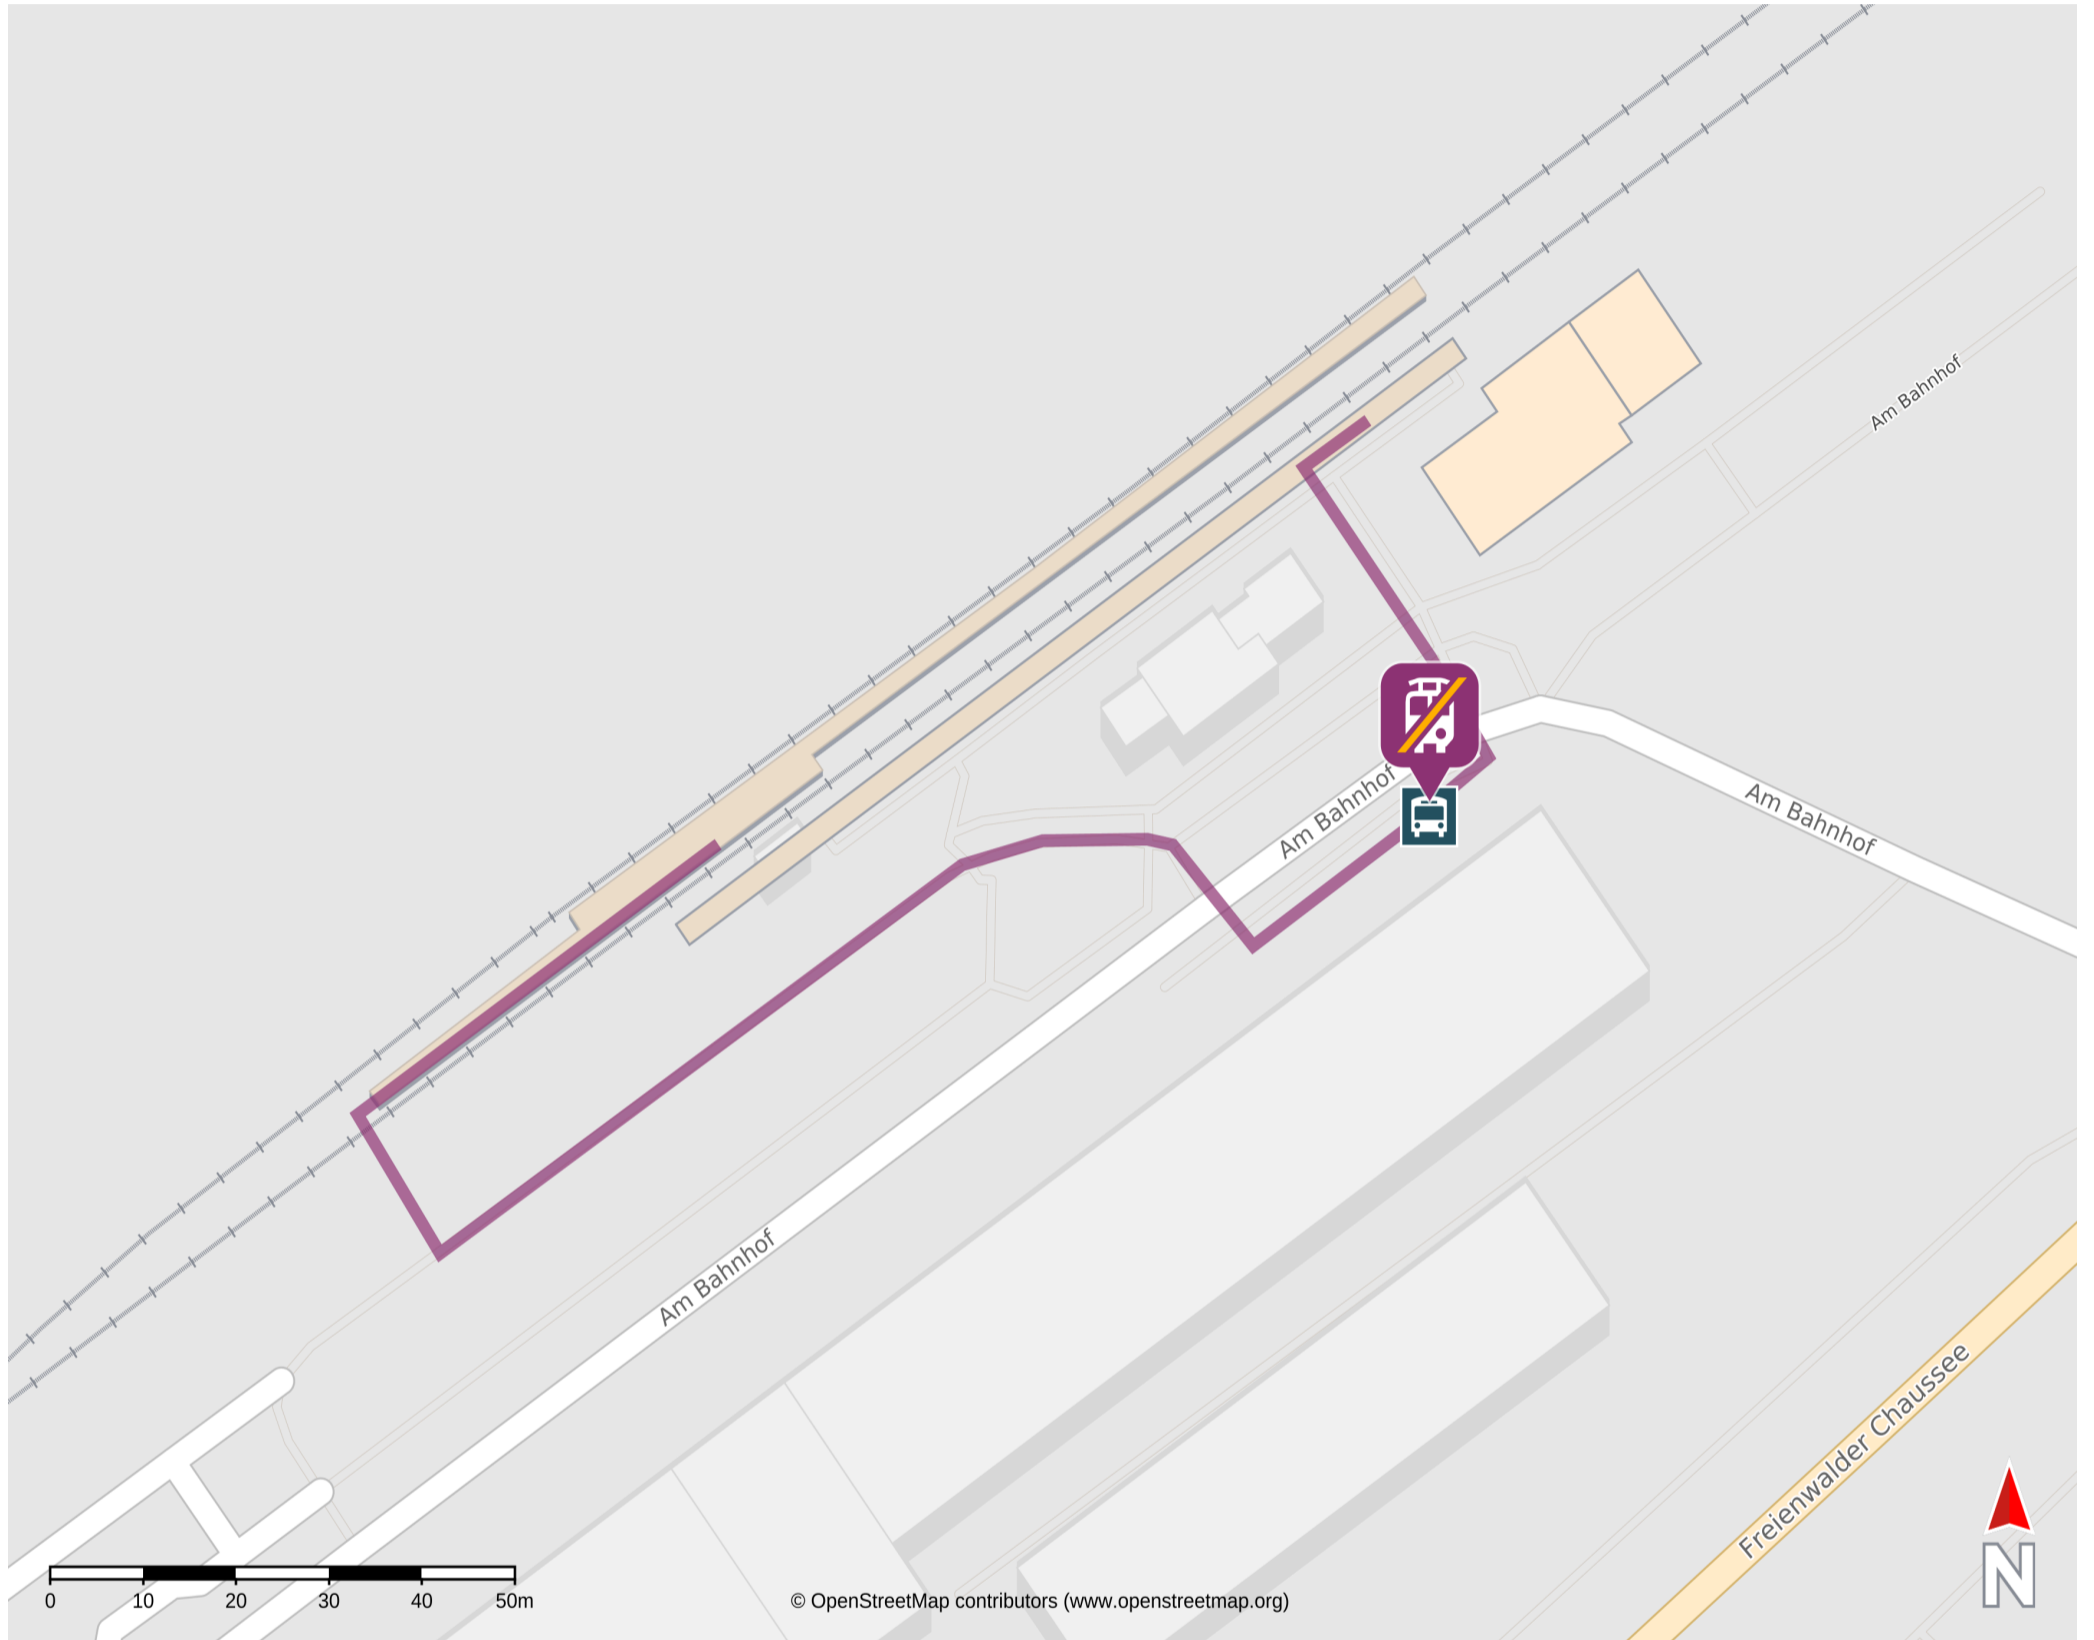 Am Bahnhof
Am Bahnhof
Am Bahnhof
Am Bahnhof
Freienwalder Chaussee
N
0 10 20 30 40 50m
© OpenStreetMap contributors (www.openstreetmap.org)